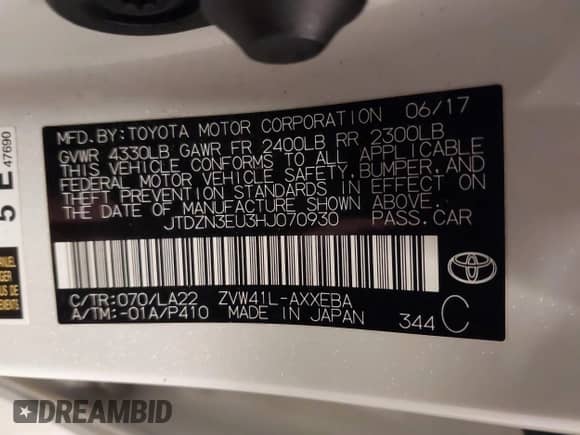 MFD.BY:TOYOTA MOTOR CORPORATION 06/17
GVWR 4330LB GAWR FR 2400LB RR 2300LB
THIS VEHICLE CONFORMS TO ALL APPLICABLE
FEDERAL MOTOR VEHICLE SAFETY,BUMPER,AND
THEFT PREVENTION STANDARDS IN EFFECT ON
THE DATE OF MANUFACTURE SHOWN ABOVE.
JTDZN3EU3HJ070930 PASS.CAR
C/TR:070/LA22 ZVW41L-AXXEBA
A/TM:-01A/P410 MADE IN JAPAN 344 C
5 E 47690
DREAMBID